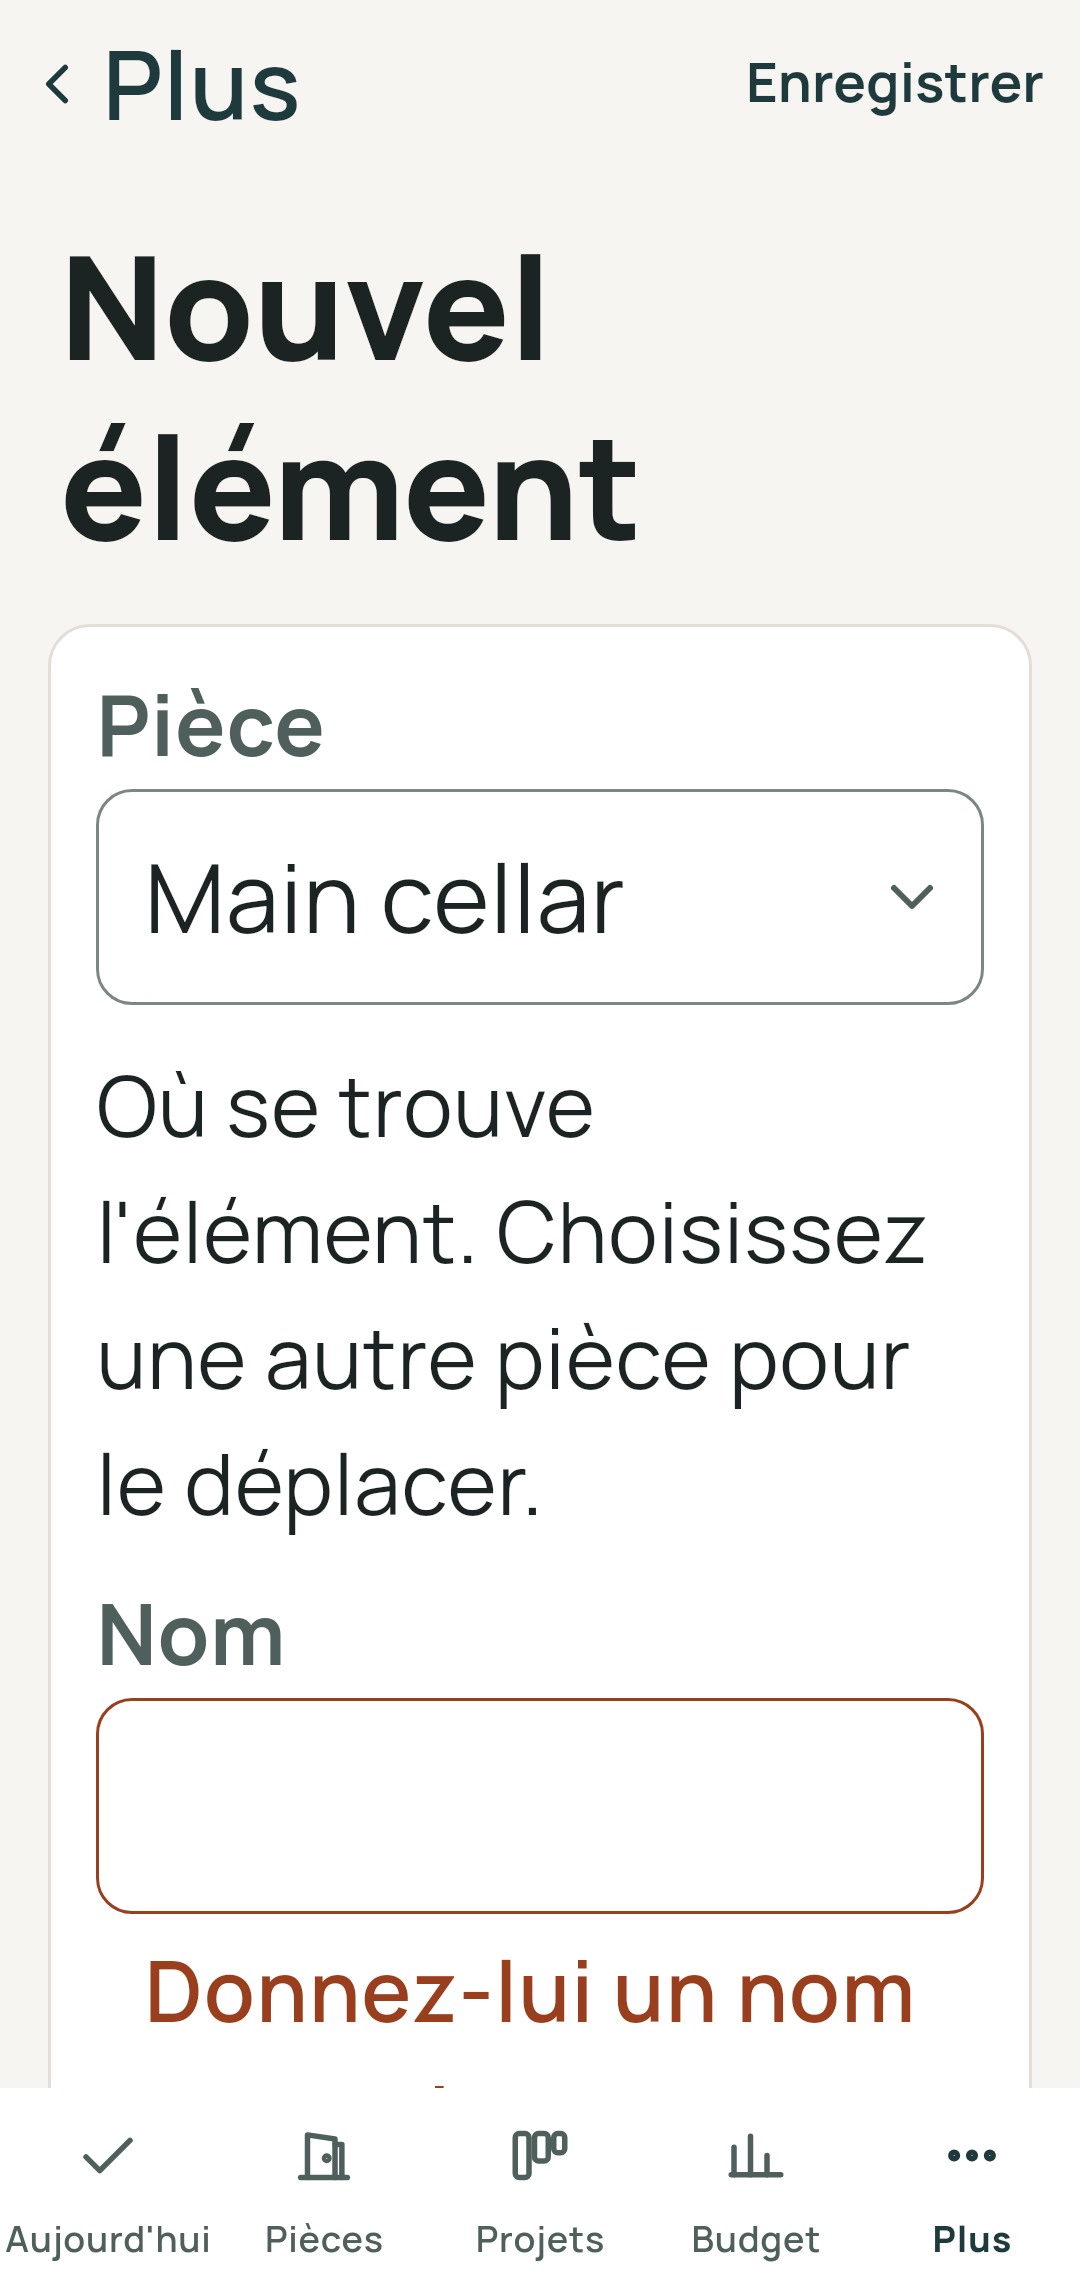 Plus
Enregistrer
Nouvel
élément
Pièce
Main cellar
Où se trouve
l'élément. Choisissez
une autre pièce pour
le déplacer.
Nom
Donnez-lui un nom
Aujourd'hui
Pièces
Projets
Budget
Plus